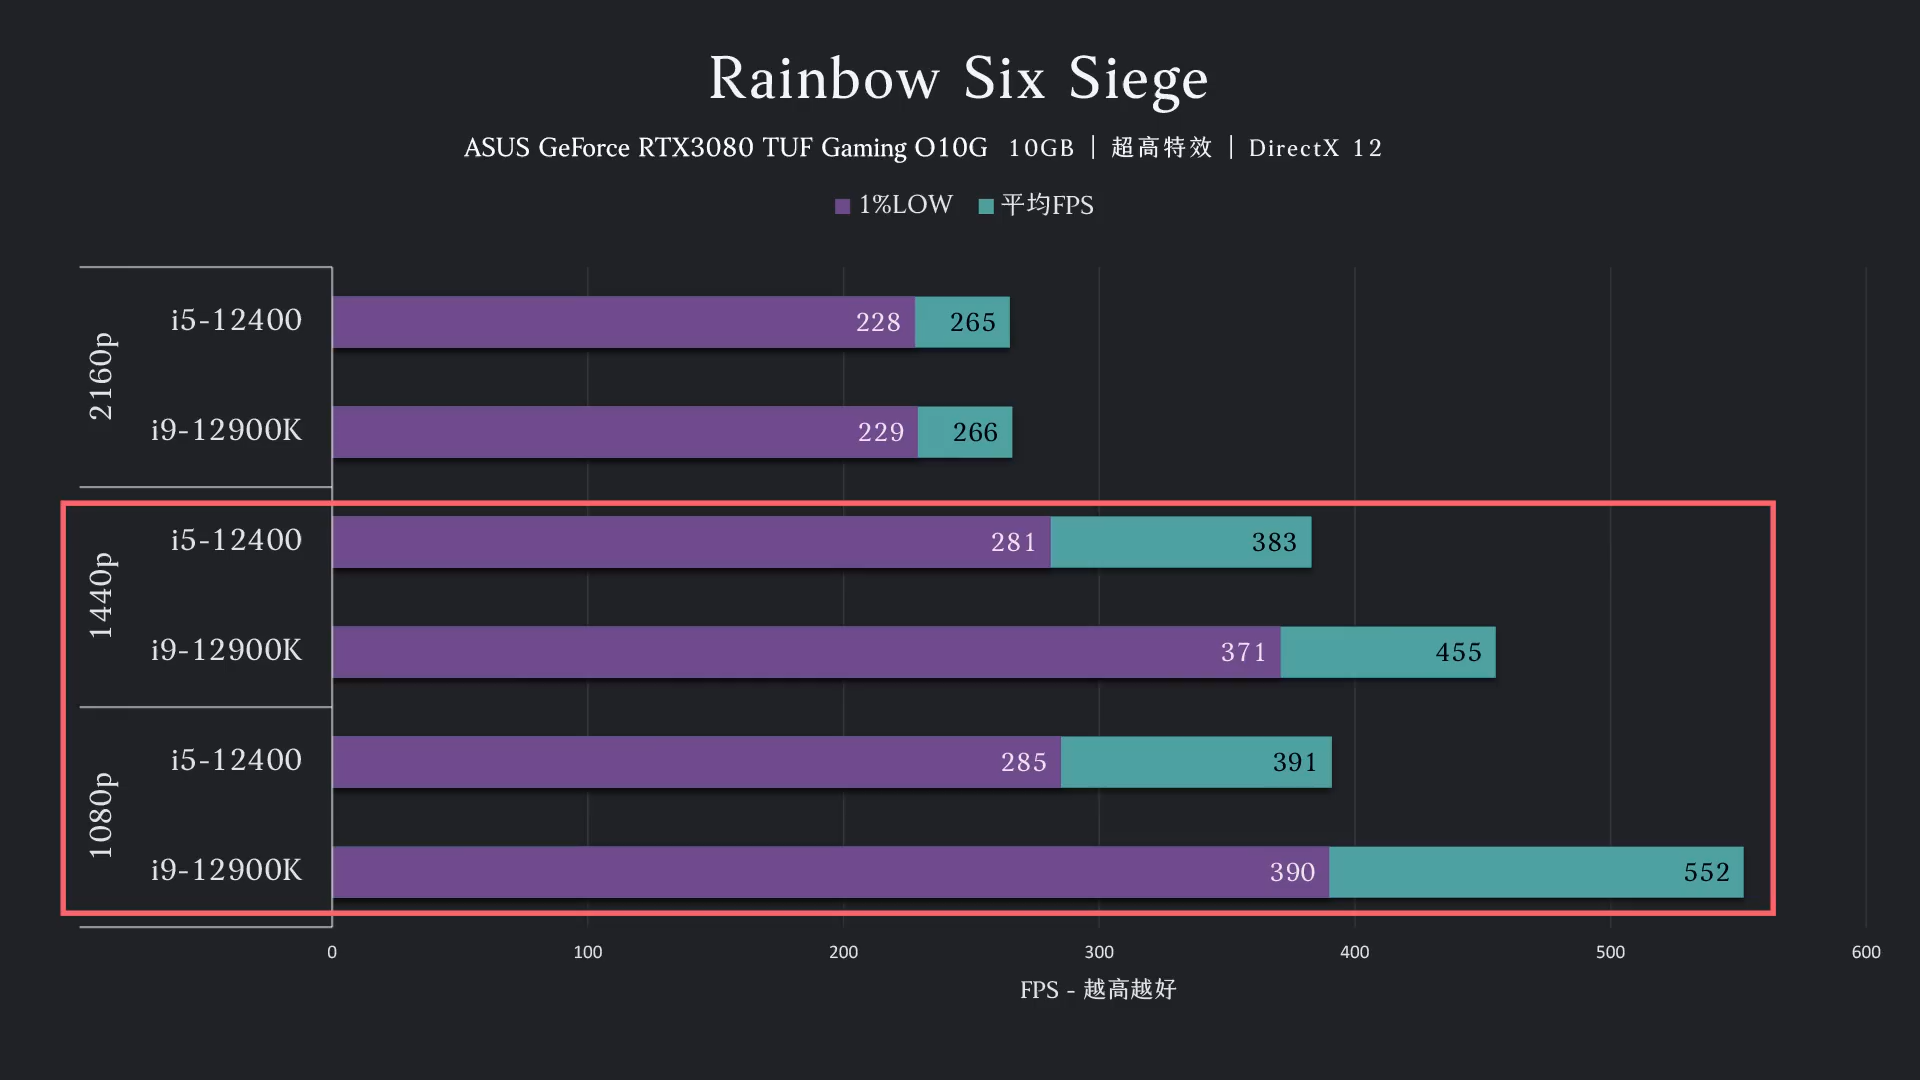 Rainbow Six Siege
ASUS GeForce RTX3080 TUF Gaming O10G 10GB | 超高特效 | DirectX 12
1%LOW 平均FPS
2160p
i5-12400 228 265
i9-12900K 229 266
1440p
i5-12400 281 383
i9-12900K 371 455
1080p
i5-12400 285 391
i9-12900K 390 552
0 100 200 300 400 500 600
FPS - 越高越好